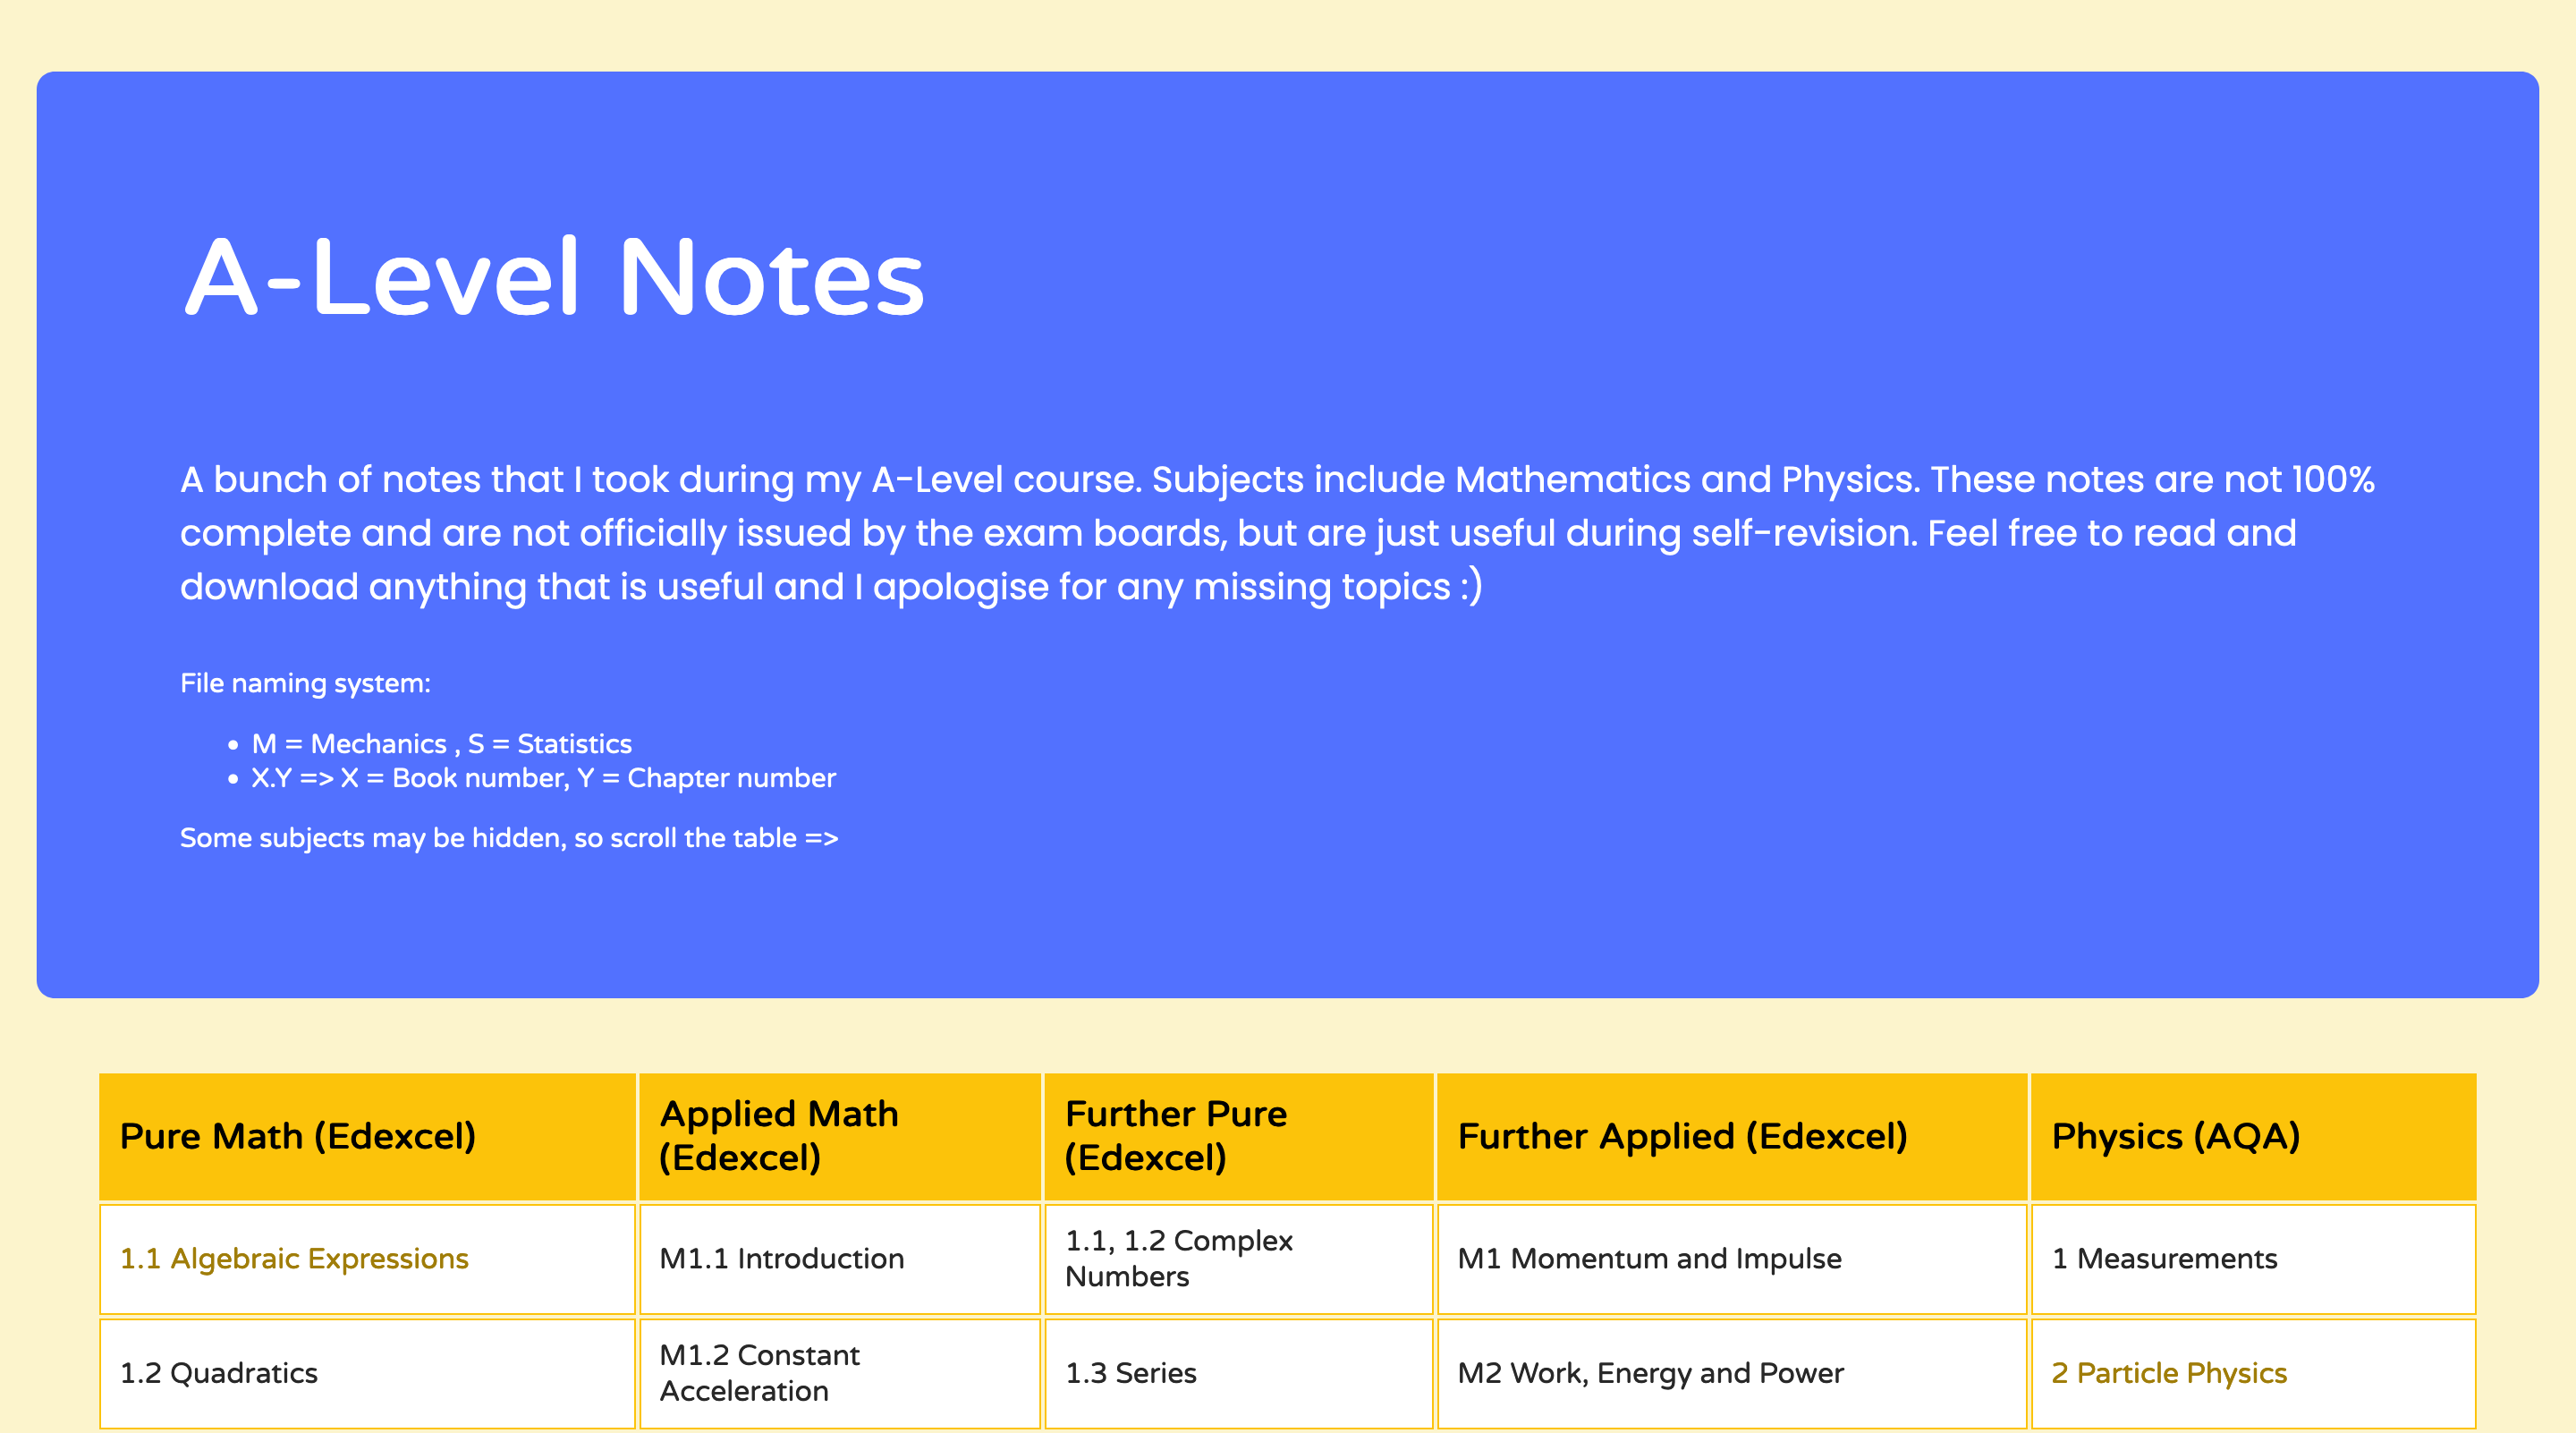 A-Level Notes
A bunch of notes that I took during my A-Level course. Subjects include Mathematics and Physics. These notes are not 100%
complete and are not officially issued by the exam boards, but are just useful during self-revision. Feel free to read and
download anything that is useful and I apologise for any missing topics :)
File naming system:
• M = Mechanics , S = Statistics
• X.Y => X = Book number, Y = Chapter number
Some subjects may be hidden, so scroll the table =>
Pure Math (Edexcel)
Applied Math
(Edexcel)
Further Pure
(Edexcel)
Further Applied (Edexcel)
Physics (AQA)
1.1 Algebraic Expressions
M1.1 Introduction
1.1, 1.2 Complex
Numbers
M1 Momentum and Impulse
1 Measurements
1.2 Quadratics
M1.2 Constant
Acceleration
1.3 Series
M2 Work, Energy and Power
2 Particle Physics